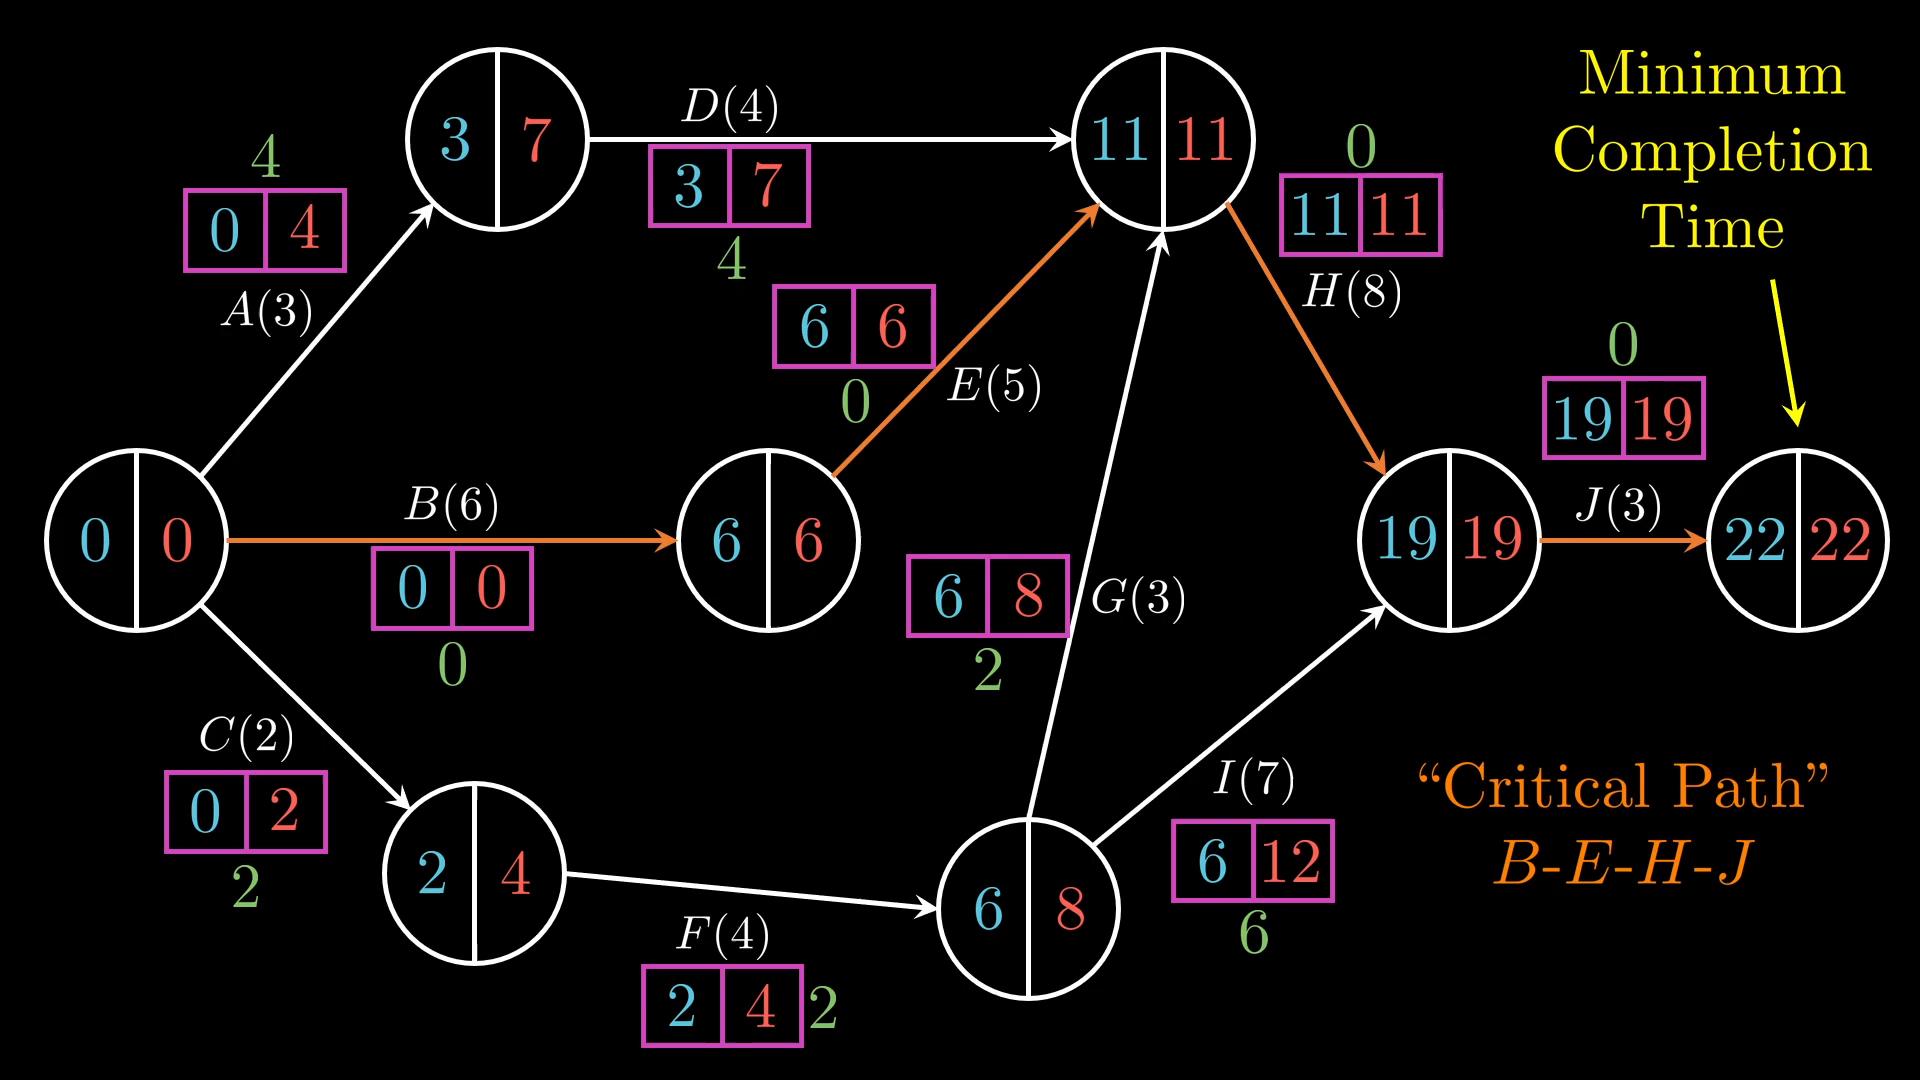 3 7
D(4)
3 7
4
11 11
0
11 11
H(8)
Minimum
Completion
Time
4
0 4
A(3)
6 6
0
E(5)
0
19 19
J(3)
0 0
B(6)
0 0
0
6 6
6 8
2
G(3)
19 19
22 22
C(2)
0 2
2
2 4
F(4)
2 4 2
6 8
I(7)
6 12
6
“Critical Path”
B-E-H-J